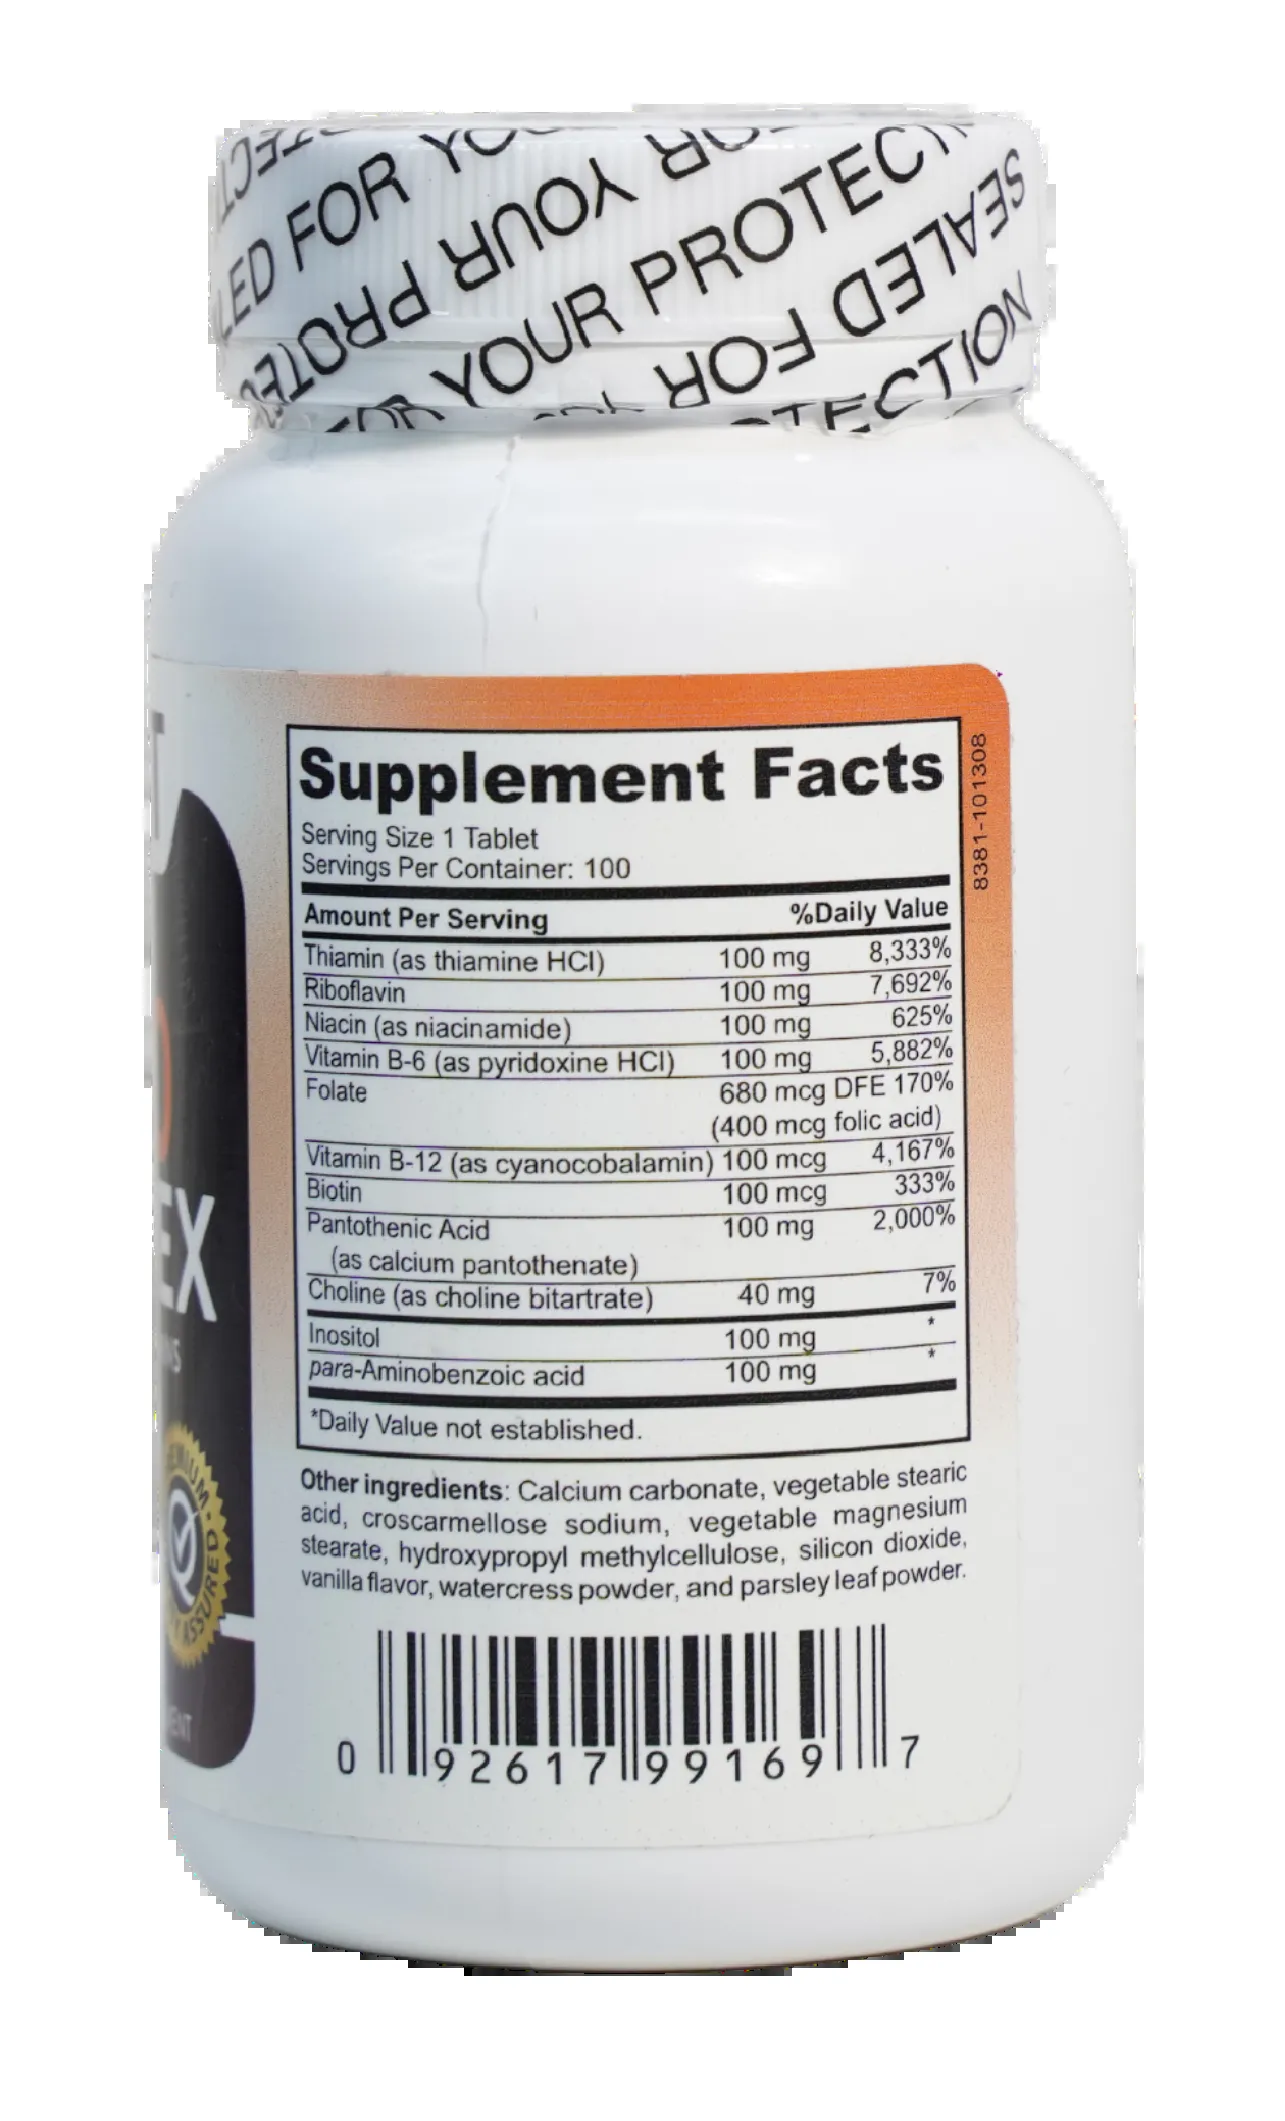 LED FOR YOUR
PROTEC
YOUR PROTECTI
SEALED FOR YOUR PROTECTION
EX
PREMIUM
ASSURED
Supplement Facts
8381-101308
Serving Size 1 Tablet
Servings Per Container: 100
Amount Per Serving %Daily Value
Thiamin (as thiamine HCl) 100 mg 8,333%
Riboflavin 100 mg 7,692%
Niacin (as niacinamide) 100 mg 625%
Vitamin B-6 (as pyridoxine HCl) 100 mg 5,882%
Folate 680 mcg DFE 170%
(400 mcg folic acid)
Vitamin B-12 (as cyanocobalamin) 100 mcg 4,167%
Biotin 100 mcg 333%
Pantothenic Acid 100 mg 2,000%
(as calcium pantothenate)
Choline (as choline bitartrate) 40 mg 7%
Inositol 100 mg *
para-Aminobenzoic acid 100 mg *
*Daily Value not established.
Other ingredients: Calcium carbonate, vegetable stearic
acid, croscarmellose sodium, vegetable magnesium
stearate, hydroxypropyl methylcellulose, silicon dioxide,
vanilla flavor, watercress powder, and parsley leaf powder.
0 92617 99169 7